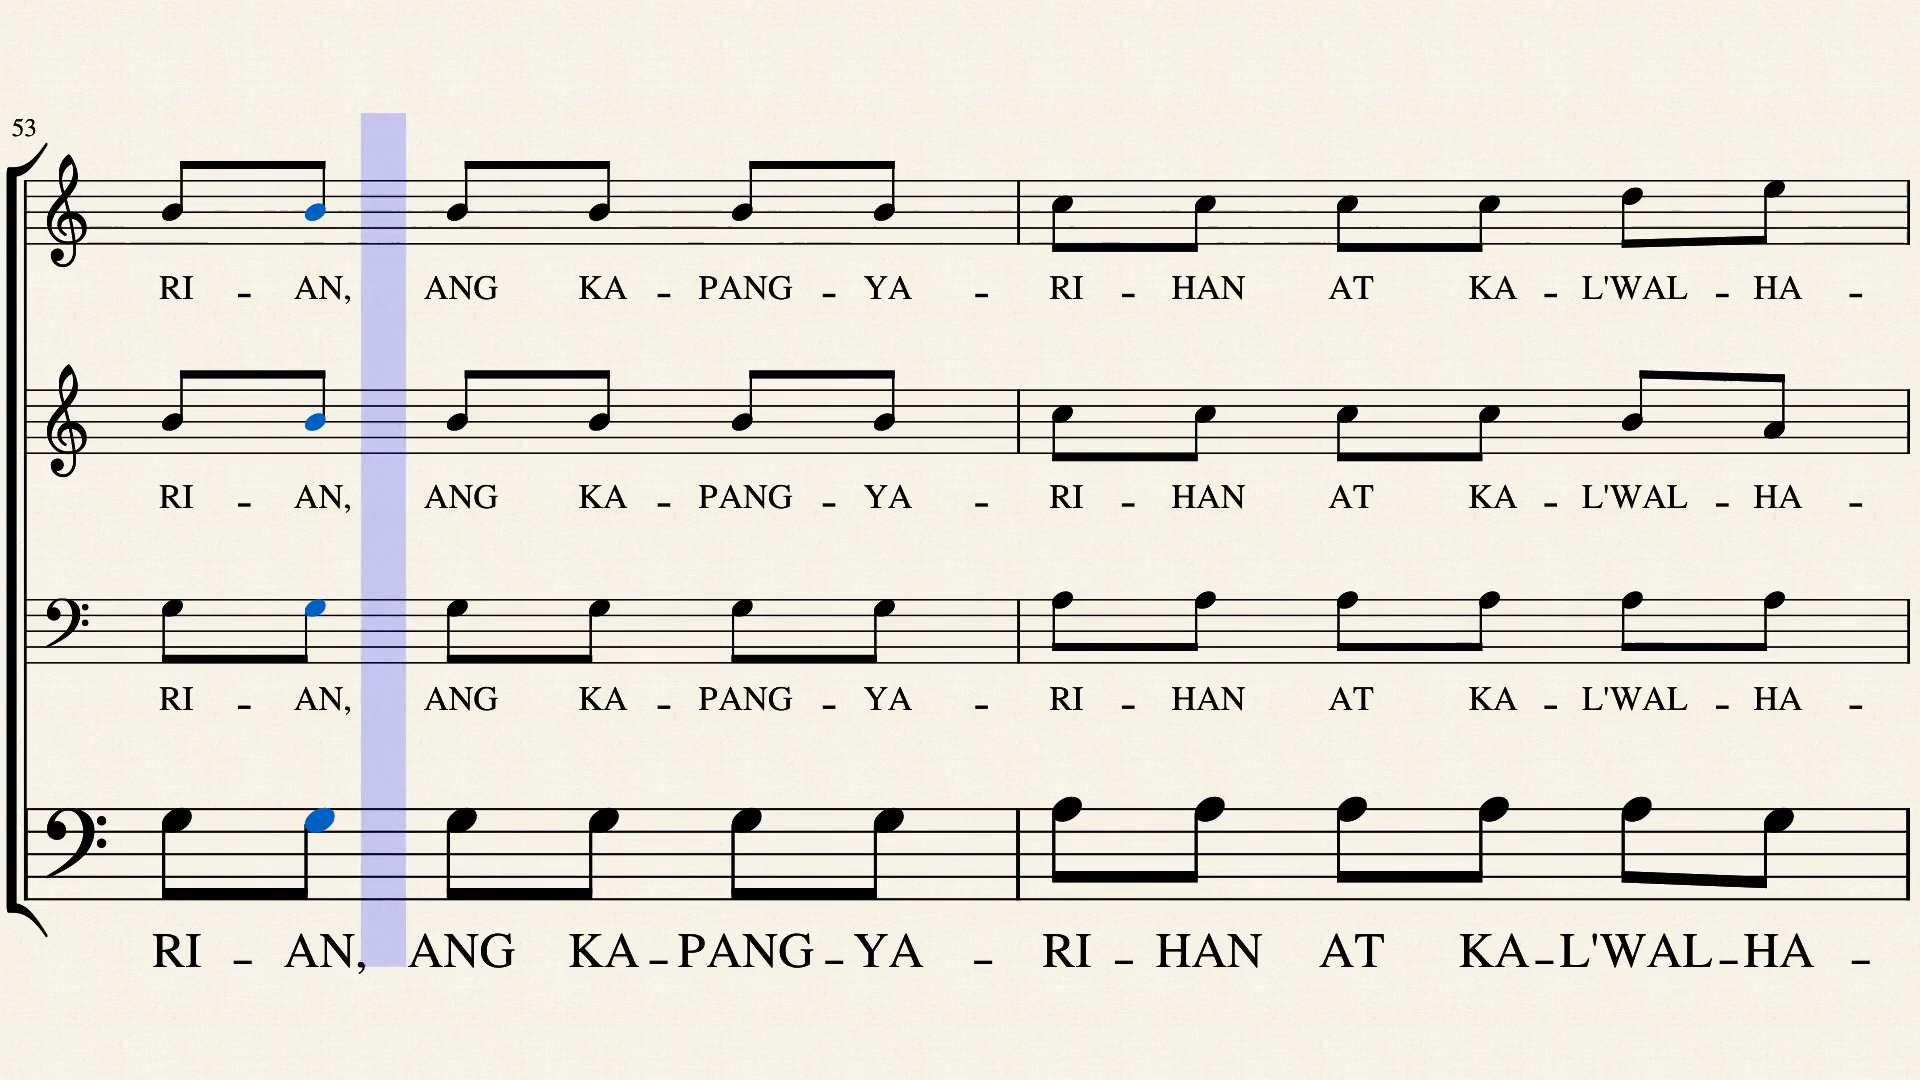 53
RI - AN, ANG KA - PANG - YA - RI - HAN AT KA - L'WAL - HA -
RI - AN, ANG KA - PANG - YA - RI - HAN AT KA - L'WAL - HA -
RI - AN, ANG KA - PANG - YA - RI - HAN AT KA - L'WAL - HA -
RI - AN, ANG KA - PANG - YA - RI - HAN AT KA - L'WAL - HA -